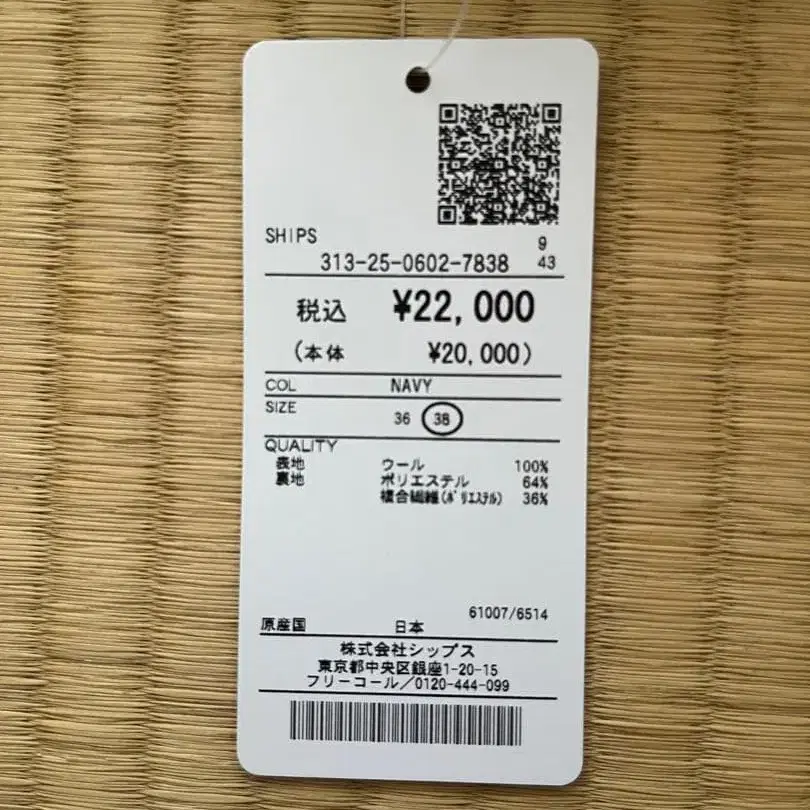 SHIPS
9
313-25-0602-7838 43
税込 ¥22,000
(本体 ¥20,000)
COL NAVY
SIZE 36 38
QUALITY
表地 ウール 100%
裏地 ポリエステル 64%
複合繊維(ﾎﾟﾘｴｽﾃﾙ) 36%
61007/6514
原産国 日本
株式会社シップス
東京都中央区銀座1-20-15
フリーコール／0120-444-099